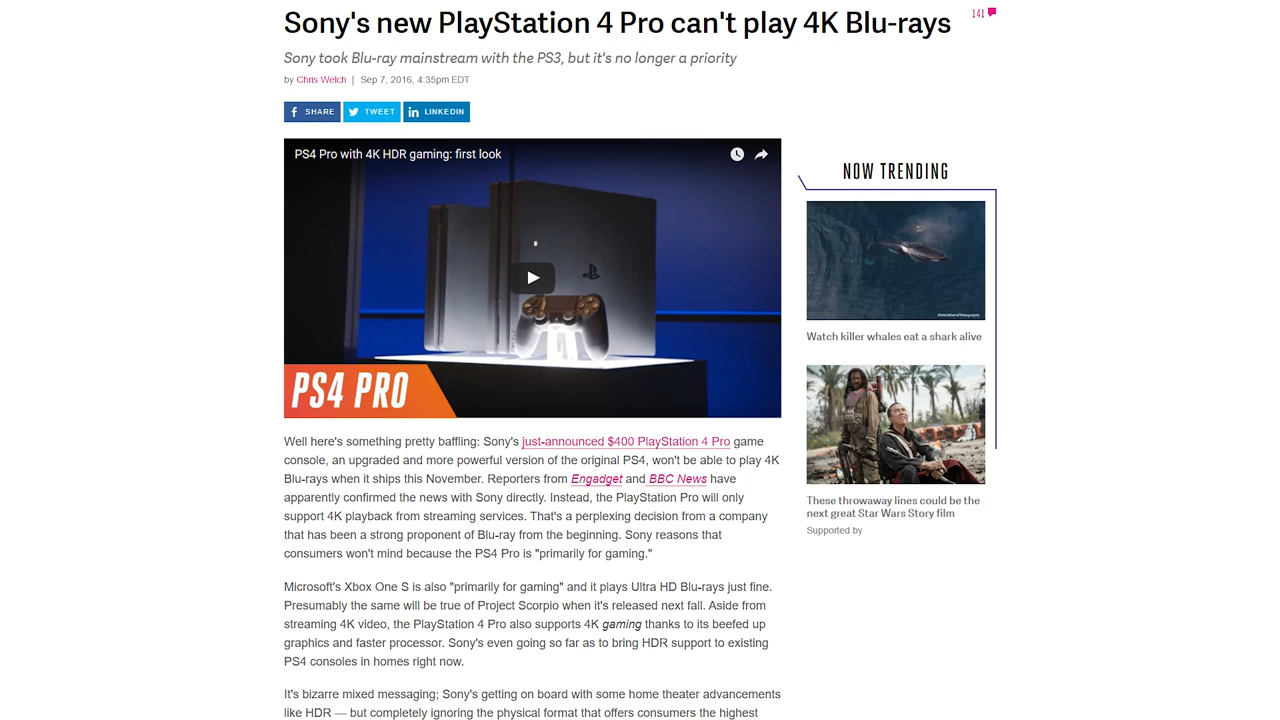 Sony's new PlayStation 4 Pro can't play 4K Blu-rays
141
Sony took Blu-ray mainstream with the PS3, but it's no longer a priority
by Chris Welch | Sep 7, 2016, 4:35pm EDT
SHARE TWEET LINKEDIN
PS4 Pro with 4K HDR gaming: first look
PS4 PRO
Well here's something pretty baffling: Sony's just-announced $400 PlayStation 4 Pro game
console, an upgraded and more powerful version of the original PS4, won't be able to play 4K
Blu-rays when it ships this November. Reporters from Engadget and BBC News have
apparently confirmed the news with Sony directly. Instead, the PlayStation Pro will only
support 4K playback from streaming services. That's a perplexing decision from a company
that has been a strong proponent of Blu-ray from the beginning. Sony reasons that
consumers won't mind because the PS4 Pro is "primarily for gaming."
Microsoft's Xbox One S is also "primarily for gaming" and it plays Ultra HD Blu-rays just fine.
Presumably the same will be true of Project Scorpio when it's released next fall. Aside from
streaming 4K video, the PlayStation 4 Pro also supports 4K gaming thanks to its beefed up
graphics and faster processor. Sony's even going so far as to bring HDR support to existing
PS4 consoles in homes right now.
It's bizarre mixed messaging; Sony's getting on board with some home theater advancements
like HDR — but completely ignoring the physical format that offers consumers the highest
NOW TRENDING
Watch killer whales eat a shark alive
These throwaway lines could be the
next great Star Wars Story film
Supported by